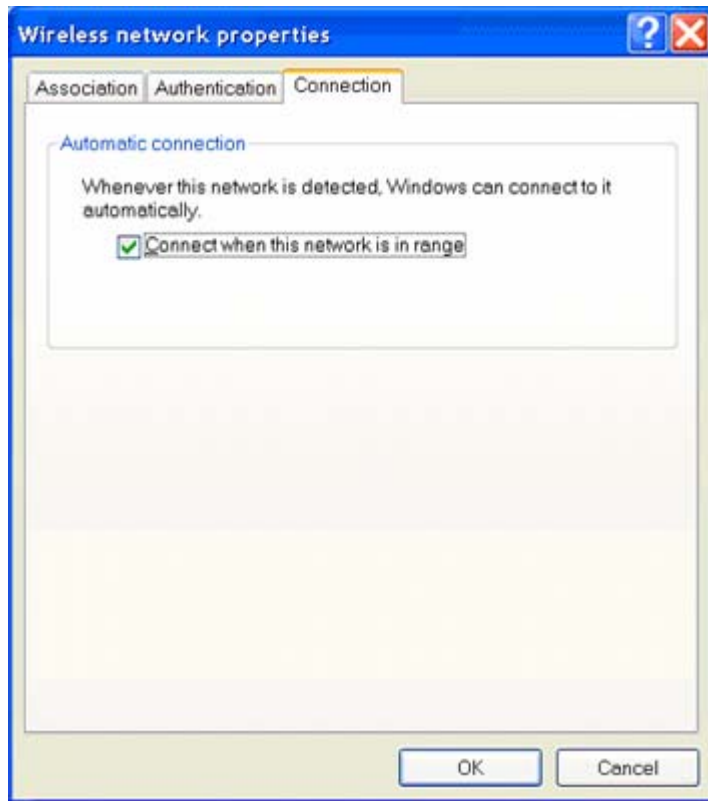 Wireless network properties
Association Authentication Connection
Automatic connection
Whenever this network is detected, Windows can connect to it
automatically.
Connect when this network is in range
OK Cancel